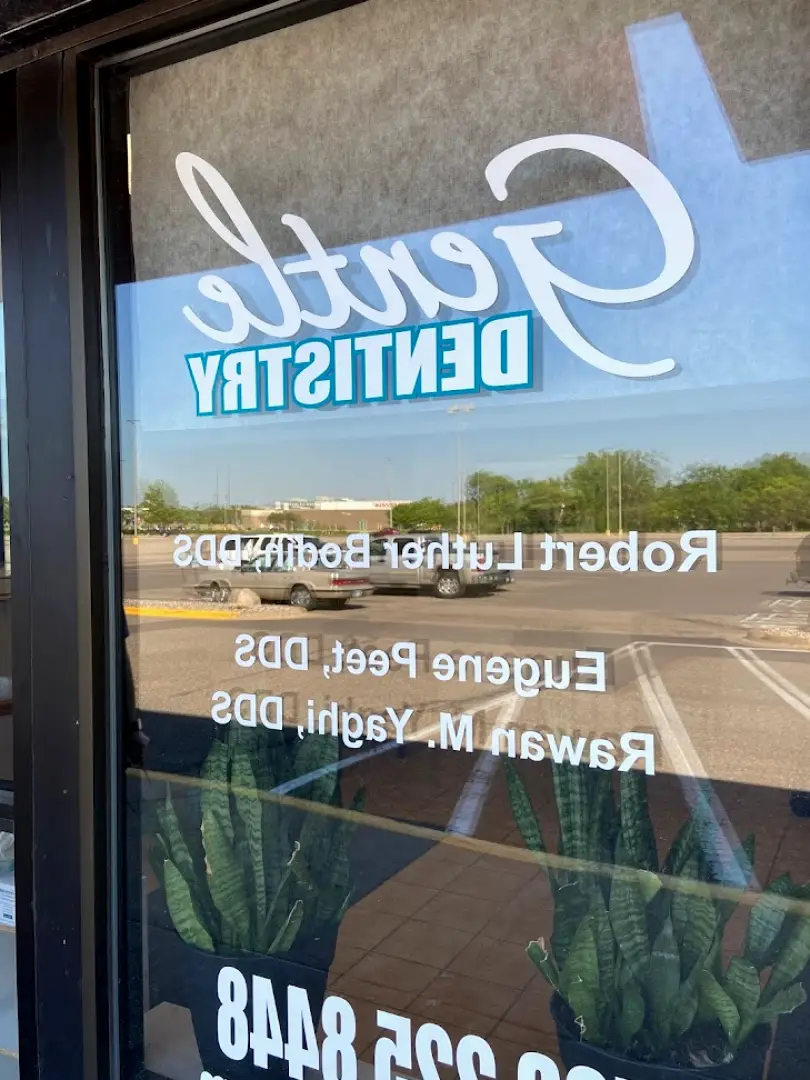 Gentle
DENTISTRY
Robert Luther Bodin DDS
Eugene Peet, DDS
Rawan M. Yaghi, DDS
225 8448